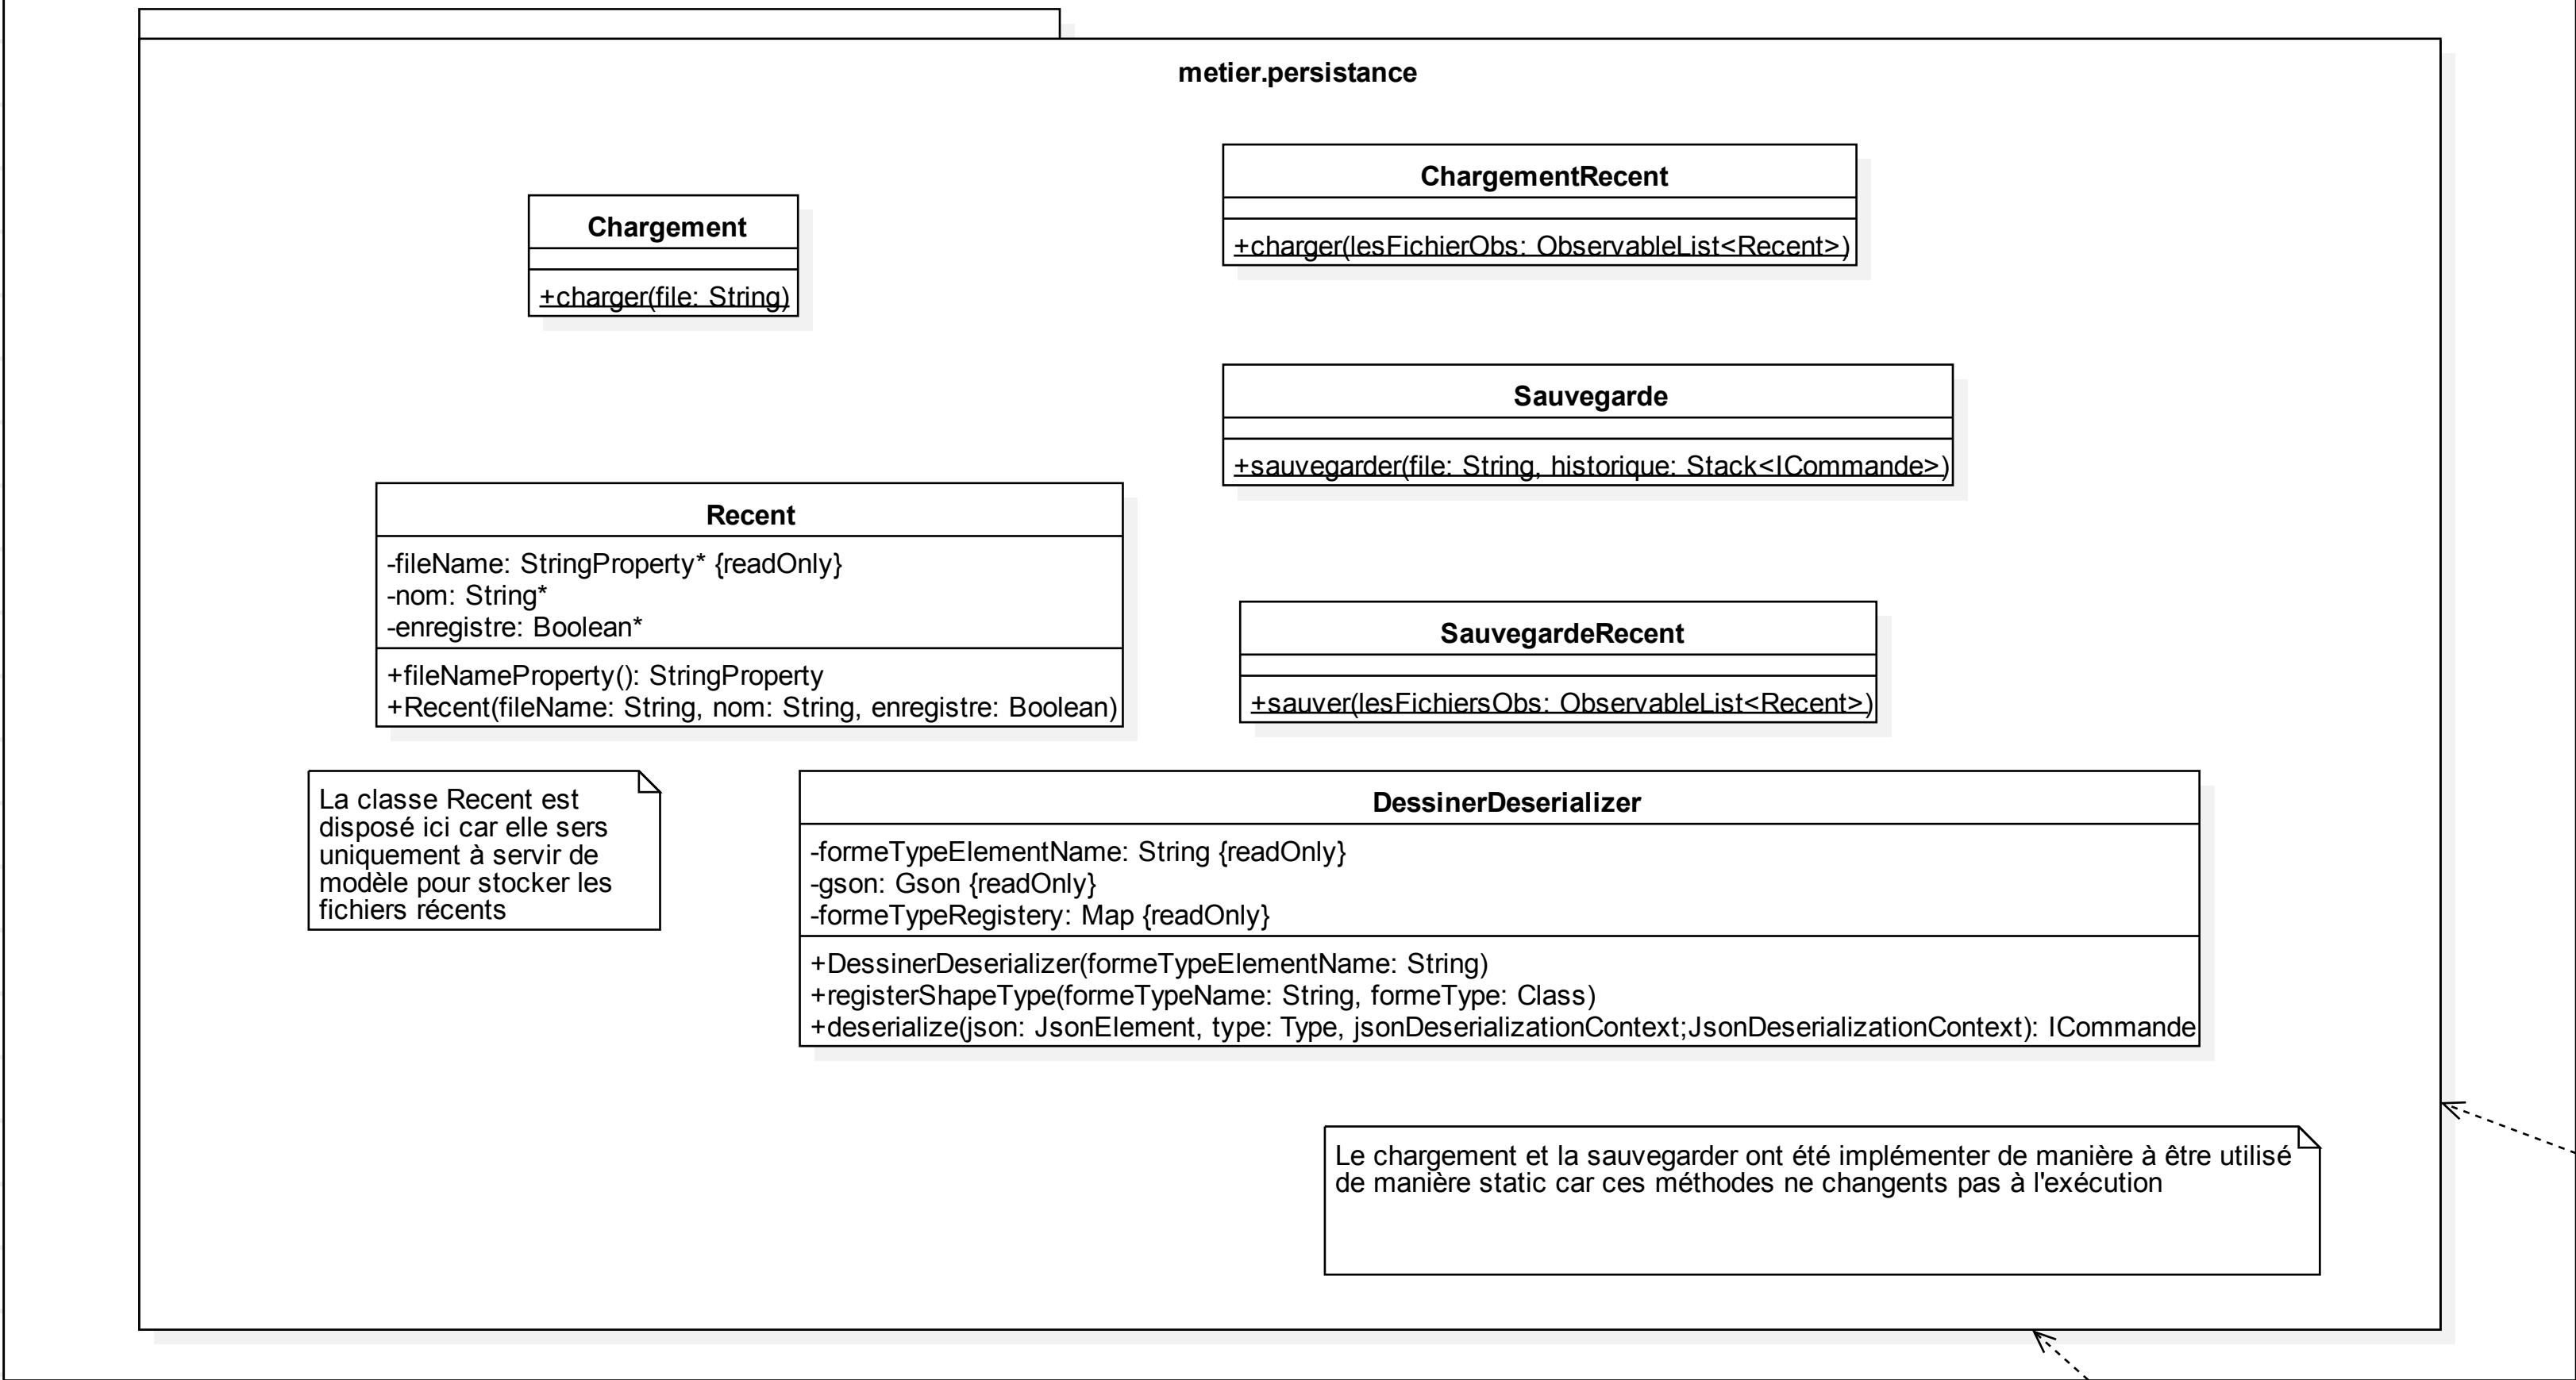 metier.persistance
Chargement
+charger(file: String)
ChargementRecent
+charger(lesFichierObs: ObservableList<Recent>)
Sauvegarde
+sauvegarder(file: String, historique: Stack<ICommande>)
Recent
-fileName: StringProperty* {readOnly}
-nom: String*
-enregistre: Boolean*
+fileNameProperty(): StringProperty
+Recent(fileName: String, nom: String, enregistre: Boolean)
SauvegardeRecent
+sauver(lesFichiersObs: ObservableList<Recent>)
La classe Recent est
disposé ici car elle sers
uniquement à servir de
modèle pour stocker les
fichiers récents
DessinerDeserializer
-formeTypeElementName: String {readOnly}
-gson: Gson {readOnly}
-formeTypeRegistery: Map {readOnly}
+DessinerDeserializer(formeTypeElementName: String)
+registerShapeType(formeTypeName: String, formeType: Class)
+deserialize(json: JsonElement, type: Type, jsonDeserializationContext;JsonDeserializationContext): ICommande
Le chargement et la sauvegarder ont été implémenter de manière à être utilisé
de manière static car ces méthodes ne changents pas à l'exécution